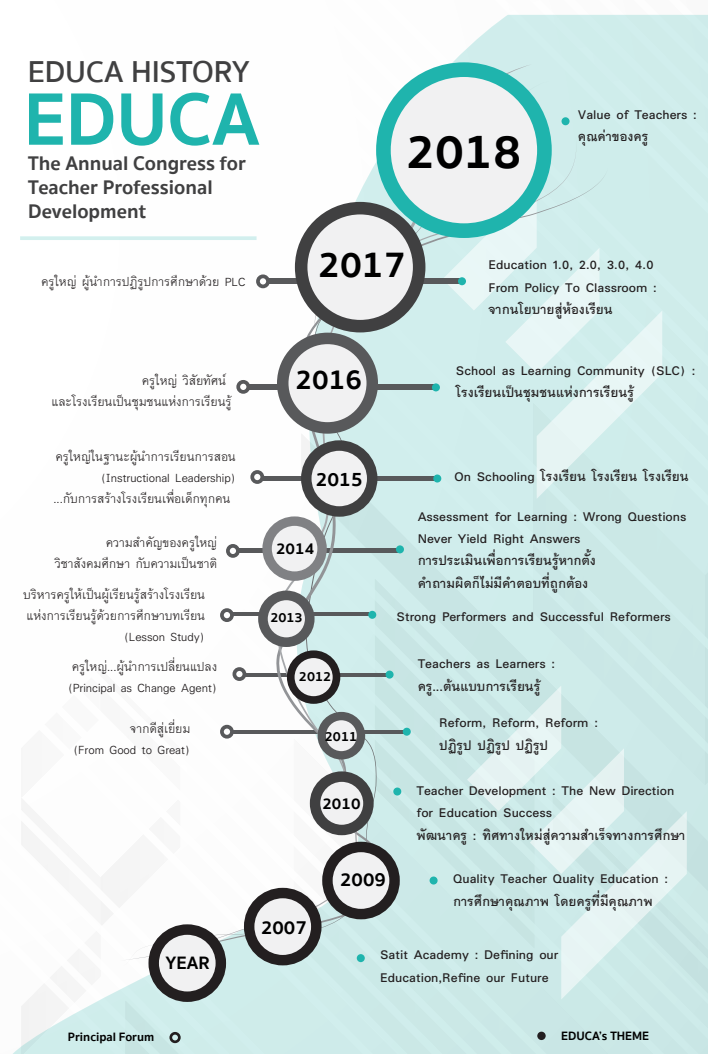 EDUCA HISTORY
EDUCA
The Annual Congress for
Teacher Professional
Development
2018
Value of Teachers :
คุณค่าของครู
2017
ครูใหญ่ ผู้นำการปฏิรูปการศึกษาด้วย PLC
Education 1.0, 2.0, 3.0, 4.0
From Policy To Classroom :
จากนโยบายสู่ห้องเรียน
2016
ครูใหญ่ วิสัยทัศน์
และโรงเรียนเป็นชุมชนแห่งการเรียนรู้
School as Learning Community (SLC) :
โรงเรียนเป็นชุมชนแห่งการเรียนรู้
2015
ครูใหญ่ในฐานะผู้นำการเรียนการสอน
(Instructional Leadership)
...กับการสร้างโรงเรียนเพื่อเด็กทุกคน
On Schooling โรงเรียน โรงเรียน โรงเรียน
2014
ความสำคัญของครูใหญ่
วิชาสังคมศึกษา กับความเป็นชาติ
Assessment for Learning : Wrong Questions
Never Yield Right Answers
การประเมินเพื่อการเรียนรู้หากตั้ง
คำถามผิดก็ไม่มีคำตอบที่ถูกต้อง
2013
บริหารครูให้เป็นผู้เรียนรู้สร้างโรงเรียน
แห่งการเรียนรู้ด้วยการศึกษาบทเรียน
(Lesson Study)
Strong Performers and Successful Reformers
2012
ครูใหญ่...ผู้นำการเปลี่ยนแปลง
(Principal as Change Agent)
Teachers as Learners :
ครู...ต้นแบบการเรียนรู้
2011
จากดีสู่เยี่ยม
(From Good to Great)
Reform, Reform, Reform :
ปฏิรูป ปฏิรูป ปฏิรูป
2010
Teacher Development : The New Direction
for Education Success
พัฒนาครู : ทิศทางใหม่สู่ความสำเร็จทางการศึกษา
2009
Quality Teacher Quality Education :
การศึกษาคุณภาพ โดยครูที่มีคุณภาพ
2007
Satit Academy : Defining our
Education,Refine our Future
YEAR
Principal Forum
EDUCA's THEME